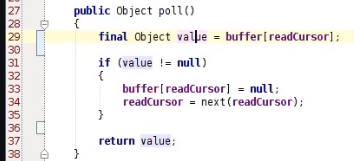 27 public Object poll()
28 {
29 final Object value = buffer[readCursor];
30
31 if (value != null)
32 {
33 buffer[readCursor] = null;
34 readCursor = next(readCursor);
35 }
36
37 return value;
38 }